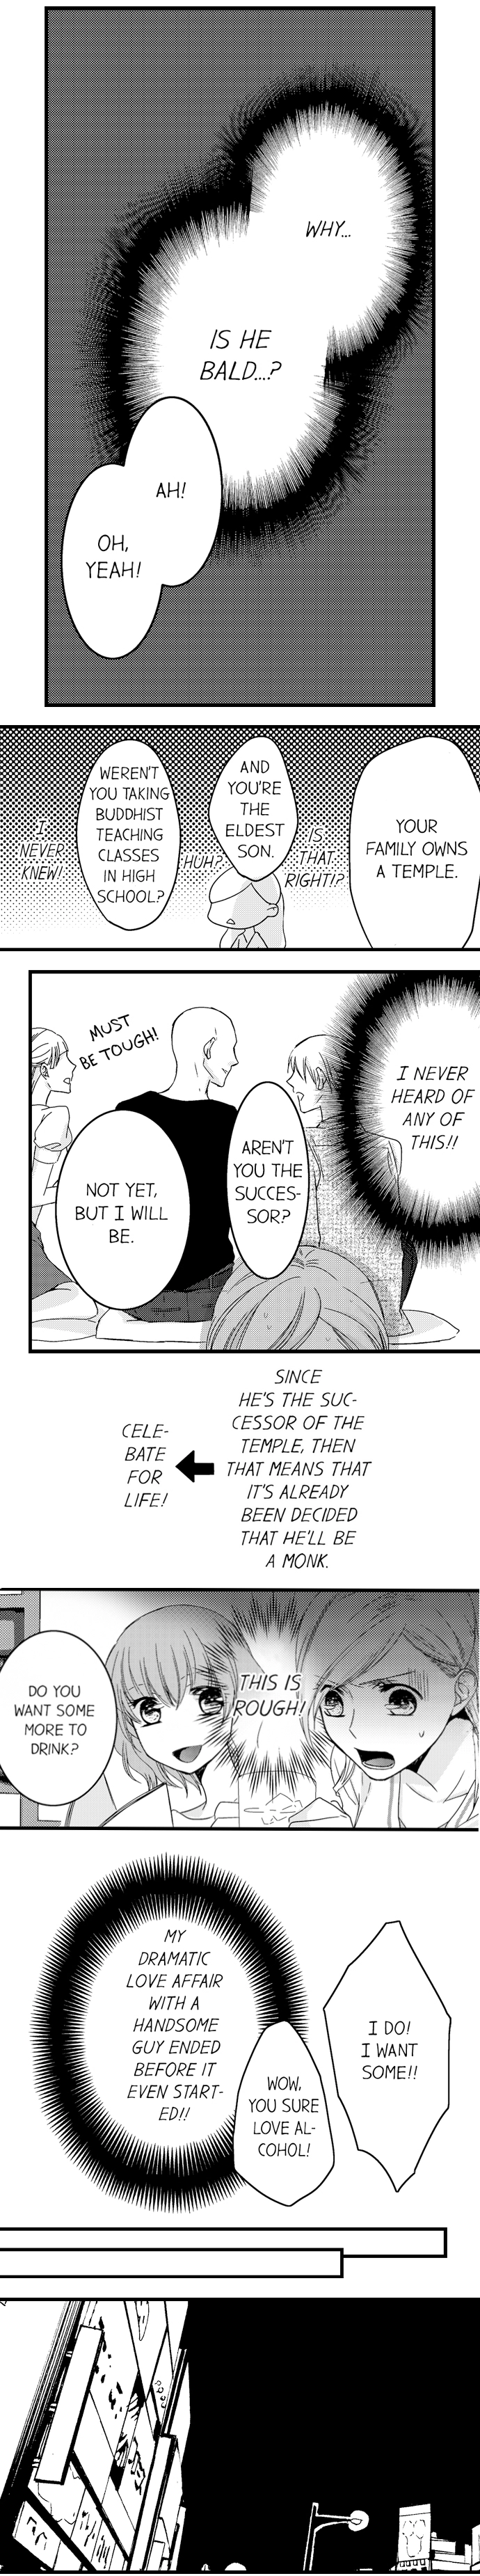 WHY...
IS HE
BALD...?
AH!
OH,
YEAH!
YOUR
FAMILY OWNS
A TEMPLE.
IS
THAT
RIGHT!?
AND
YOU'RE
THE
ELDEST
SON.
HUH?
WEREN'T
YOU TAKING
BUDDHIST
TEACHING
CLASSES
IN HIGH
SCHOOL?
I
NEVER
KNEW!
I NEVER
HEARD OF
ANY OF
THIS!!
MUST
BE TOUGH!
AREN'T
YOU THE
SUCCES-
SOR?
NOT YET,
BUT I WILL
BE.
SINCE
HE'S THE SUC-
CESSOR OF THE
TEMPLE, THEN
THAT MEANS THAT
IT'S ALREADY
BEEN DECIDED
THAT HE'LL BE
A MONK.
CELE-
BATE
FOR
LIFE!
THIS IS
ROUGH!
DO YOU
WANT SOME
MORE TO
DRINK?
I DO!
I WANT
SOME!!
MY
DRAMATIC
LOVE AFFAIR
WITH A
HANDSOME
GUY ENDED
BEFORE IT
EVEN START-
ED!!
WOW,
YOU SURE
LOVE AL-
COHOL!